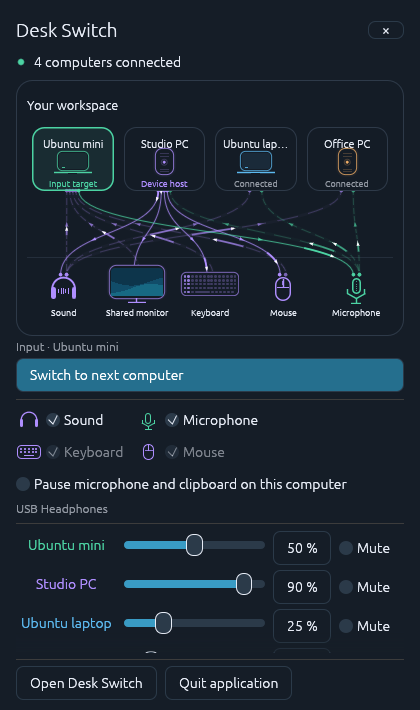 Desk Switch
×
4 computers connected
Your workspace
Ubuntu mini
Input target
Studio PC
Device host
Ubuntu lap…
Connected
Office PC
Connected
Sound
Shared monitor
Keyboard
Mouse
Microphone
Input · Ubuntu mini
Switch to next computer
Sound
Microphone
Keyboard
Mouse
Pause microphone and clipboard on this computer
USB Headphones
Ubuntu mini
50 %
Mute
Studio PC
90 %
Mute
Ubuntu laptop
25 %
Mute
Open Desk Switch
Quit application